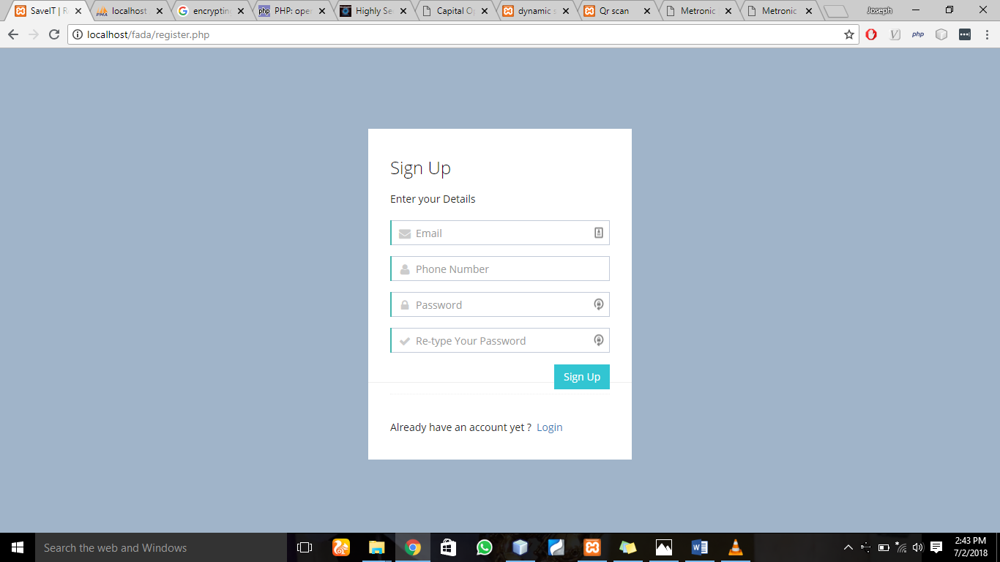 SaveIT | R
localhost
encryptin
PHP: oper
Highly Se
Capital Op
dynamic s
Qr scan
Metronic
Metronic
Joseph
localhost/fada/register.php
php
Sign Up
Enter your Details
Email
Phone Number
Password
Re-type Your Password
Sign Up
Already have an account yet ? Login
Search the web and Windows
2:43 PM
7/2/2018